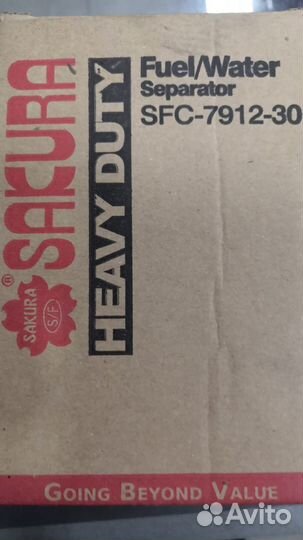 Fuel/Water
Separator
SFC-7912-30
HEAVY DUTY
SAKURA
®
SAKURA
S/F
GOING BEYOND VALUE
Avito